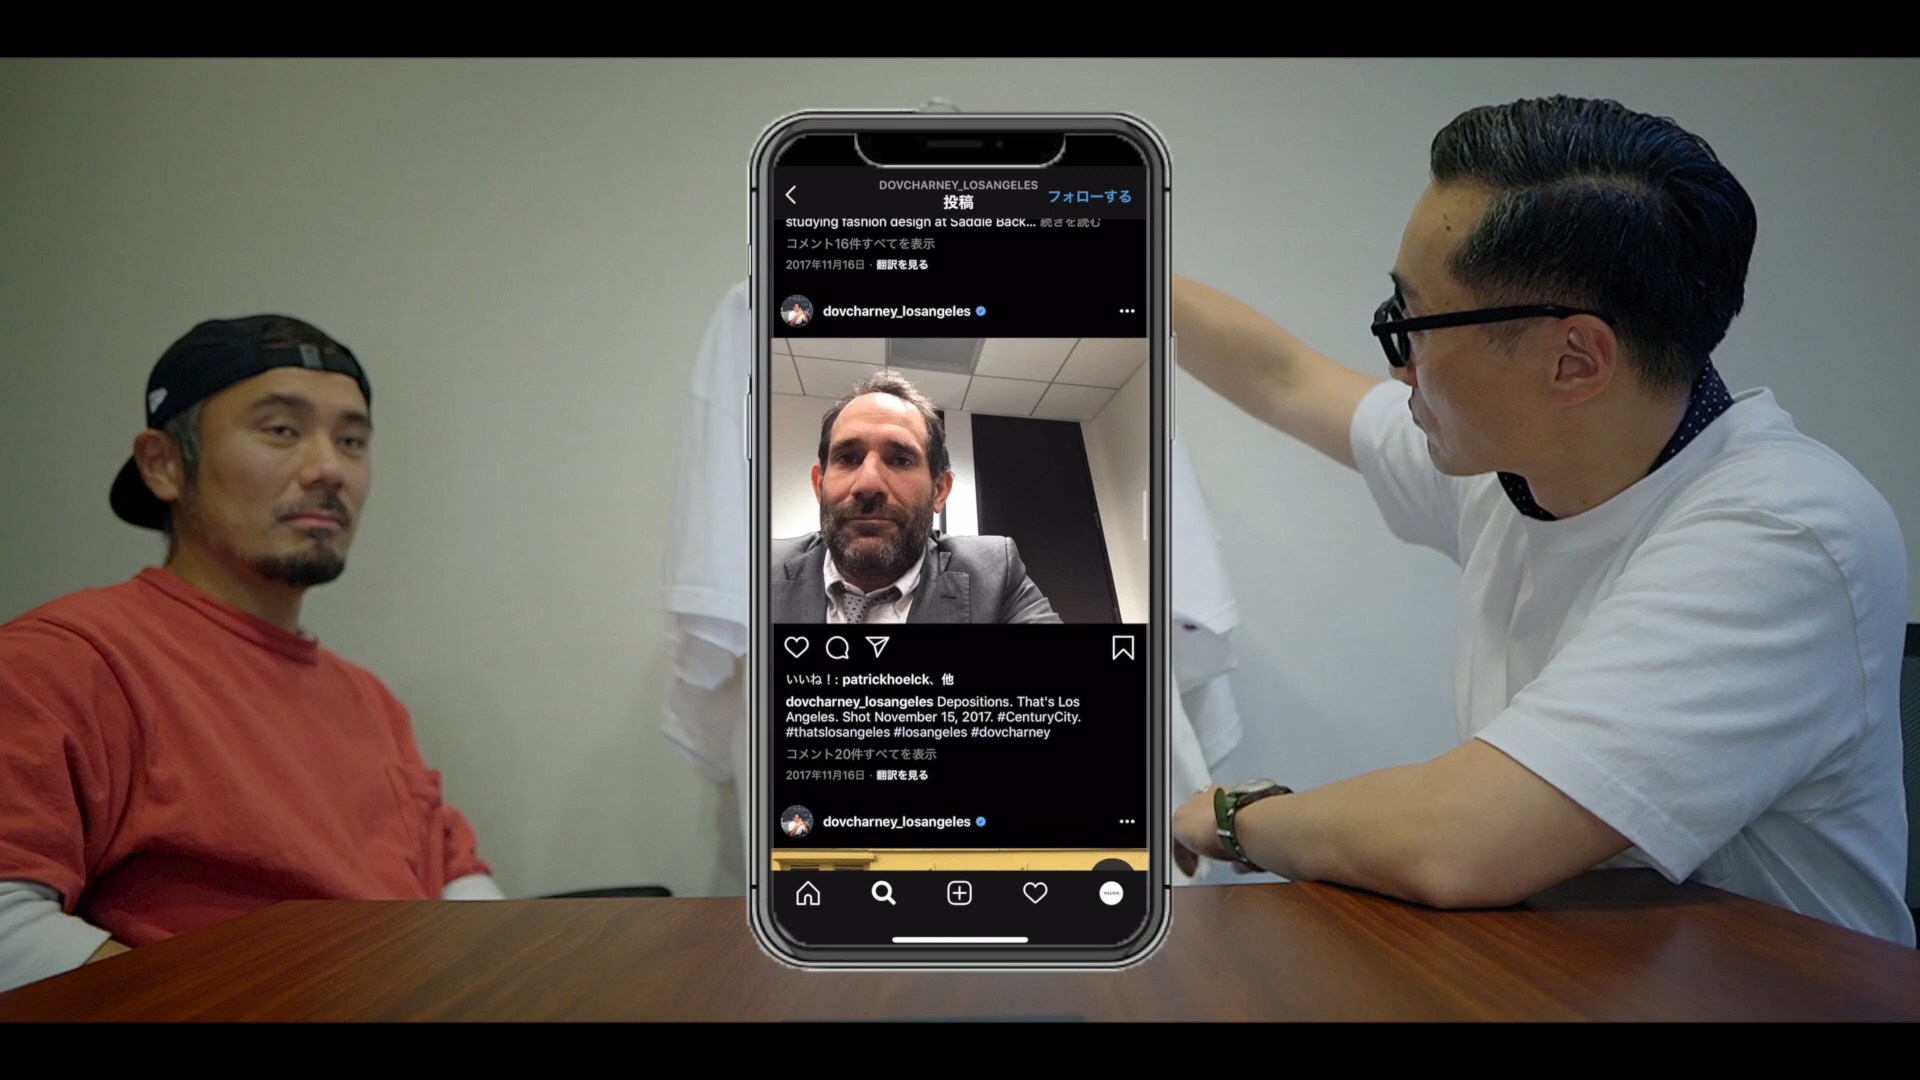 DOVCHARNEY_LOSANGELES
投稿
フォローする
studying fashion design at Saddle Back... 続きを読む
コメント16件すべてを表示
2017年11月16日 · 翻訳を見る
dovcharney_losangeles
いいね！: patrickhoelck、他
dovcharney_losangeles Depositions. That's Los
Angeles. Shot November 15, 2017. #CenturyCity.
#thatslosangeles #losangeles #dovcharney
コメント20件すべてを表示
2017年11月16日 · 翻訳を見る
dovcharney_losangeles